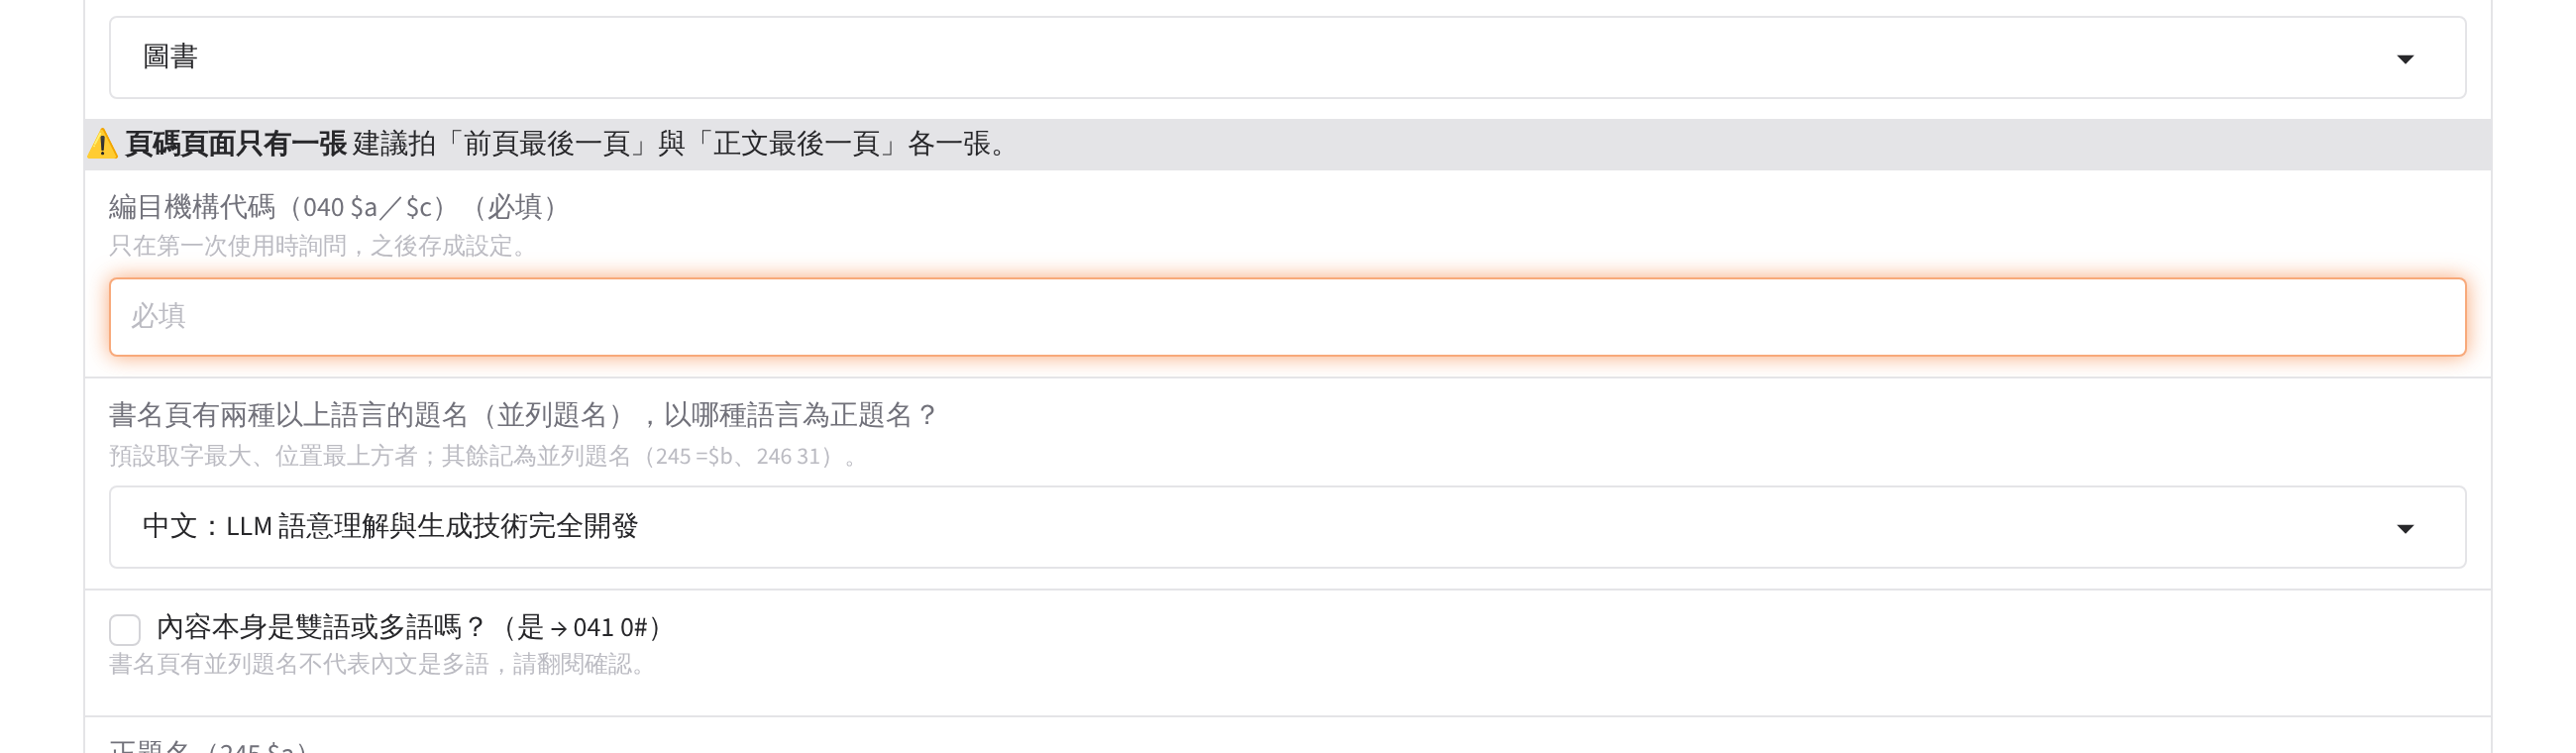 圖書
⚠️ 頁碼頁面只有一張 建議拍「前頁最後一頁」與「正文最後一頁」各一張。
編目機構代碼（040 $a／$c）（必填）
只在第一次使用時詢問，之後存成設定。
必填
書名頁有兩種以上語言的題名（並列題名），以哪種語言為正題名？
預設取字最大、位置最上方者；其餘記為並列題名（245 =$b、246 31）。
中文：LLM 語意理解與生成技術完全開發
內容本身是雙語或多語嗎？（是 → 041 0#）
書名頁有並列題名不代表內文是多語，請翻閱確認。
正題名（245 $a）